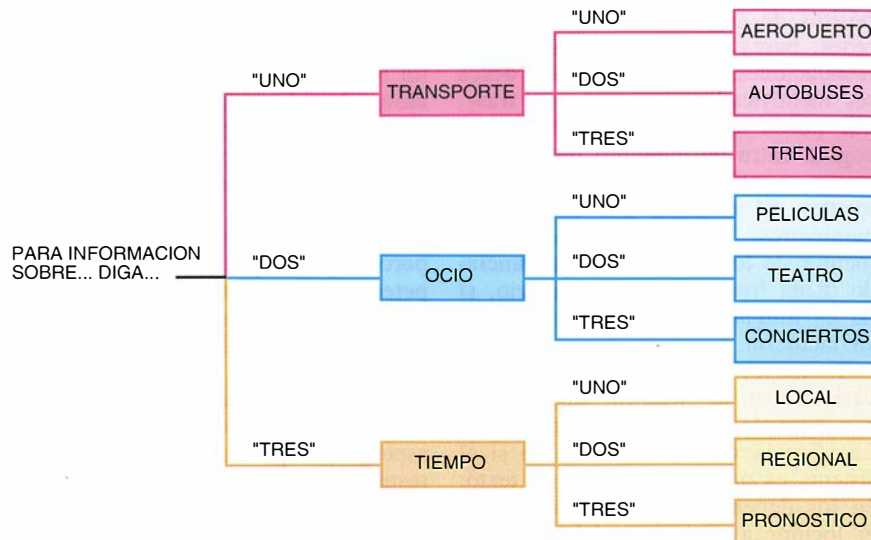 PARA INFORMACION
SOBRE... DIGA...
"UNO"
TRANSPORTE
"UNO"
AEROPUERTO
"DOS"
AUTOBUSES
"TRES"
TRENES
"DOS"
OCIO
"UNO"
PELICULAS
"DOS"
TEATRO
"TRES"
CONCIERTOS
"TRES"
TIEMPO
"UNO"
LOCAL
"DOS"
REGIONAL
"TRES"
PRONOSTICO